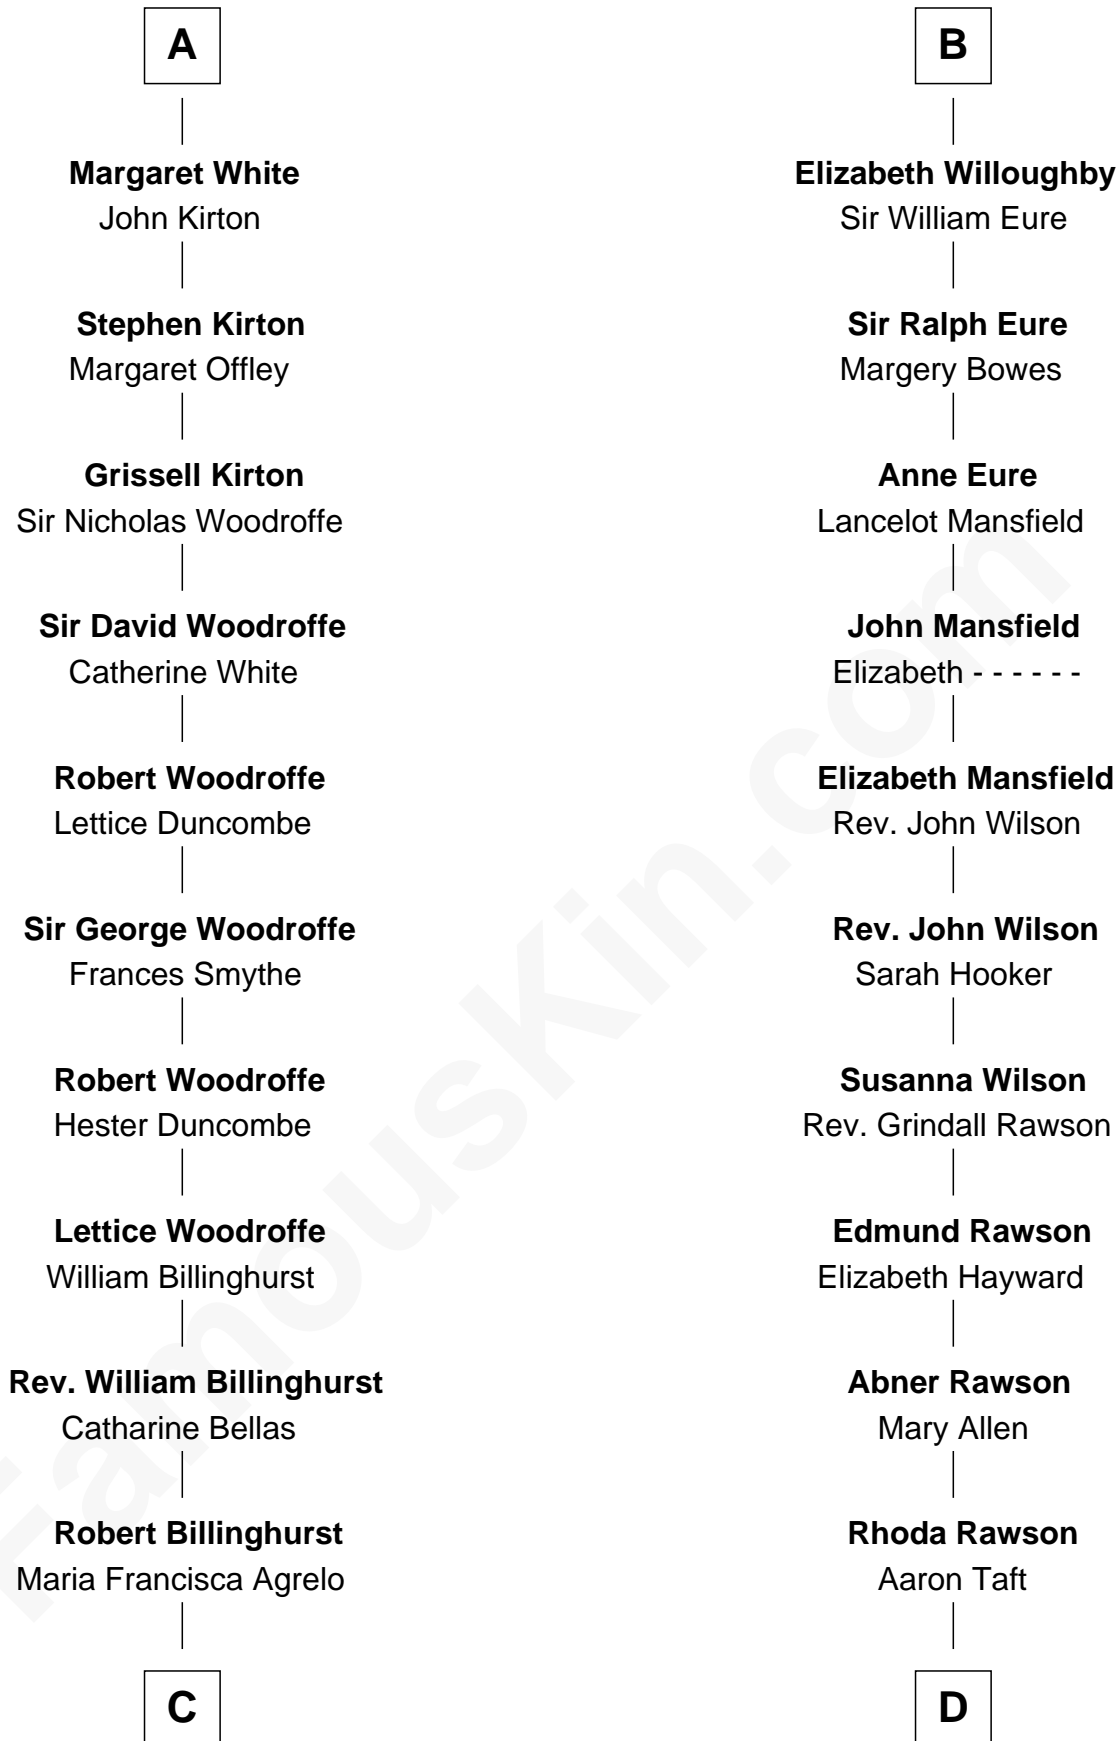 A
Margaret White
John Kirton
Stephen Kirton
Margaret Offley
Grissell Kirton
Sir Nicholas Woodroffe
Sir David Woodroffe
Catherine White
Robert Woodroffe
Lettice Duncombe
Sir George Woodroffe
Frances Smythe
Robert Woodroffe
Hester Duncombe
Lettice Woodroffe
William Billinghurst
Rev. William Billinghurst
Catharine Bellas
Robert Billinghurst
Maria Francisca Agrelo
C
B
Elizabeth Willoughby
Sir William Eure
Sir Ralph Eure
Margery Bowes
Anne Eure
Lancelot Mansfield
John Mansfield
Elizabeth - - - - - -
Elizabeth Mansfield
Rev. John Wilson
Rev. John Wilson
Sarah Hooker
Susanna Wilson
Rev. Grindall Rawson
Edmund Rawson
Elizabeth Hayward
Abner Rawson
Mary Allen
Rhoda Rawson
Aaron Taft
D
FamousKin.com